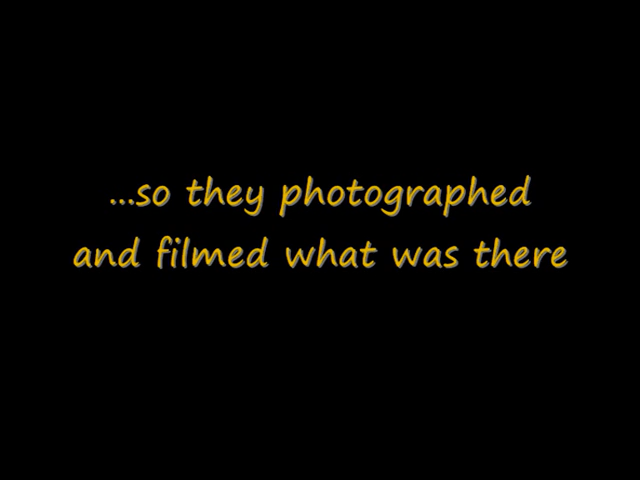 ...so they photographed
and filmed what was there